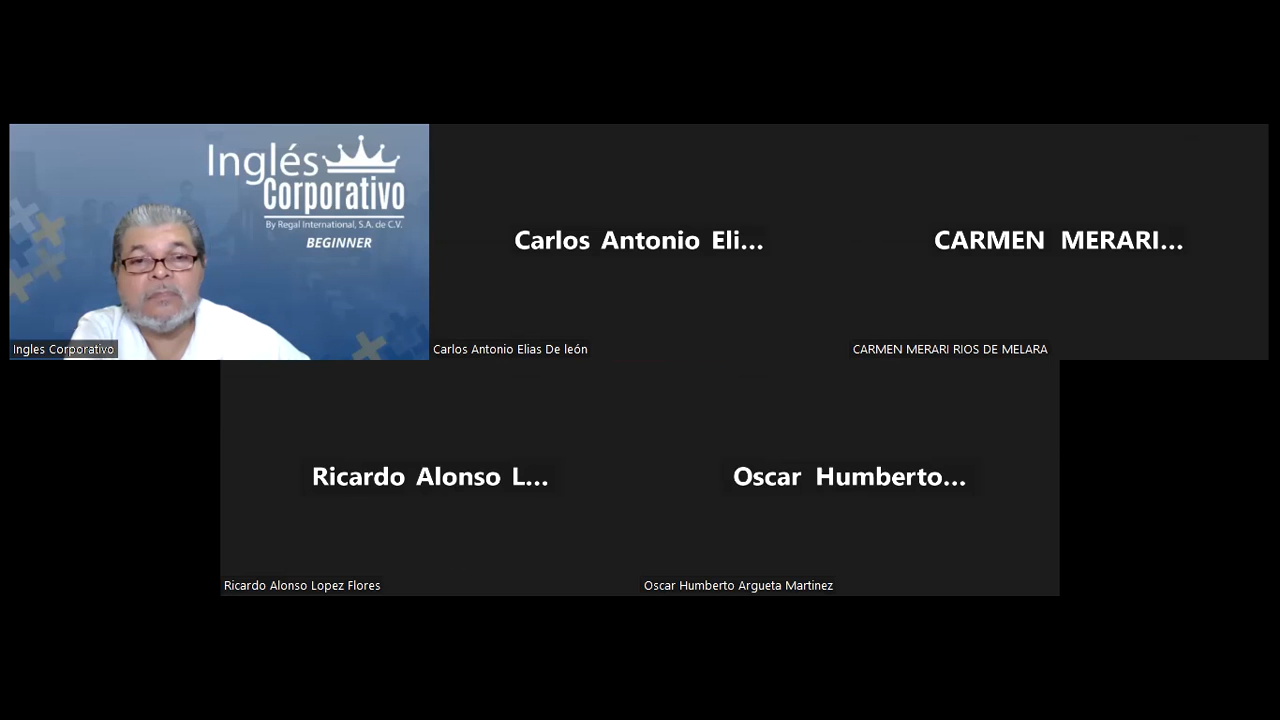 Inglés
Corporativo
By Regal International, S.A. de C.V.
BEGINNER
Ingles Corporativo
Carlos Antonio Eli...
Carlos Antonio Elias De león
CARMEN MERARI...
CARMEN MERARI RIOS DE MELARA
Ricardo Alonso L...
Ricardo Alonso Lopez Flores
Oscar Humberto...
Oscar Humberto Argueta Martinez